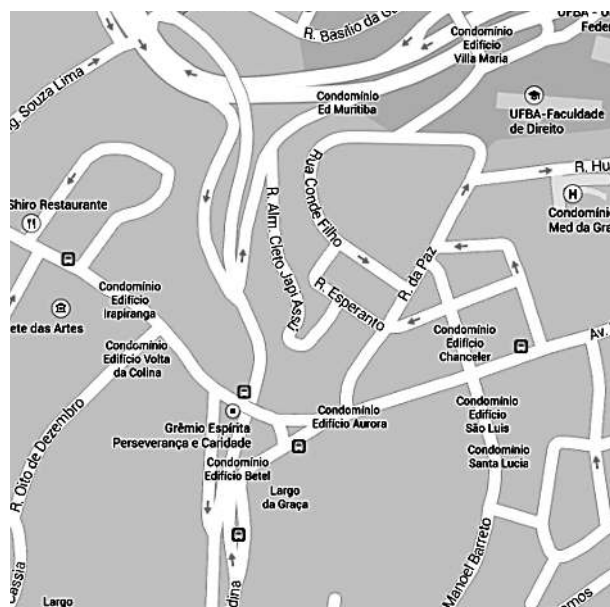 UFBA - U
Feder
R. Basílio da G
Condomínio
Edifício
Villa Maria
g. Souza Lima
Condomínio
Ed Muritiba
UFBA-Faculdade
de Direito
Rua Conde Filho
R. Hu
Shiro Restaurante
R. Alm. Cleto Japi Assú
H
Condomínio
Med da Gra
R. da Paz
Condomínio
Edifício
Irapiranga
R. Esperanto
ete das Artes
Condomínio
Edifício Volta
da Colina
Condomínio
Edifício
Chanceler
Av.
R. Oito de Dezembro
Grêmio Espírita
Perseverança e Caridade
Condomínio
Edifício Aurora
Condomínio
Edifício
São Luis
Condomínio
Edifício Betel
Condomínio
Santa Lucia
Largo
da Graça
Manoel Barreto
Cassia
dina
emos
Largo